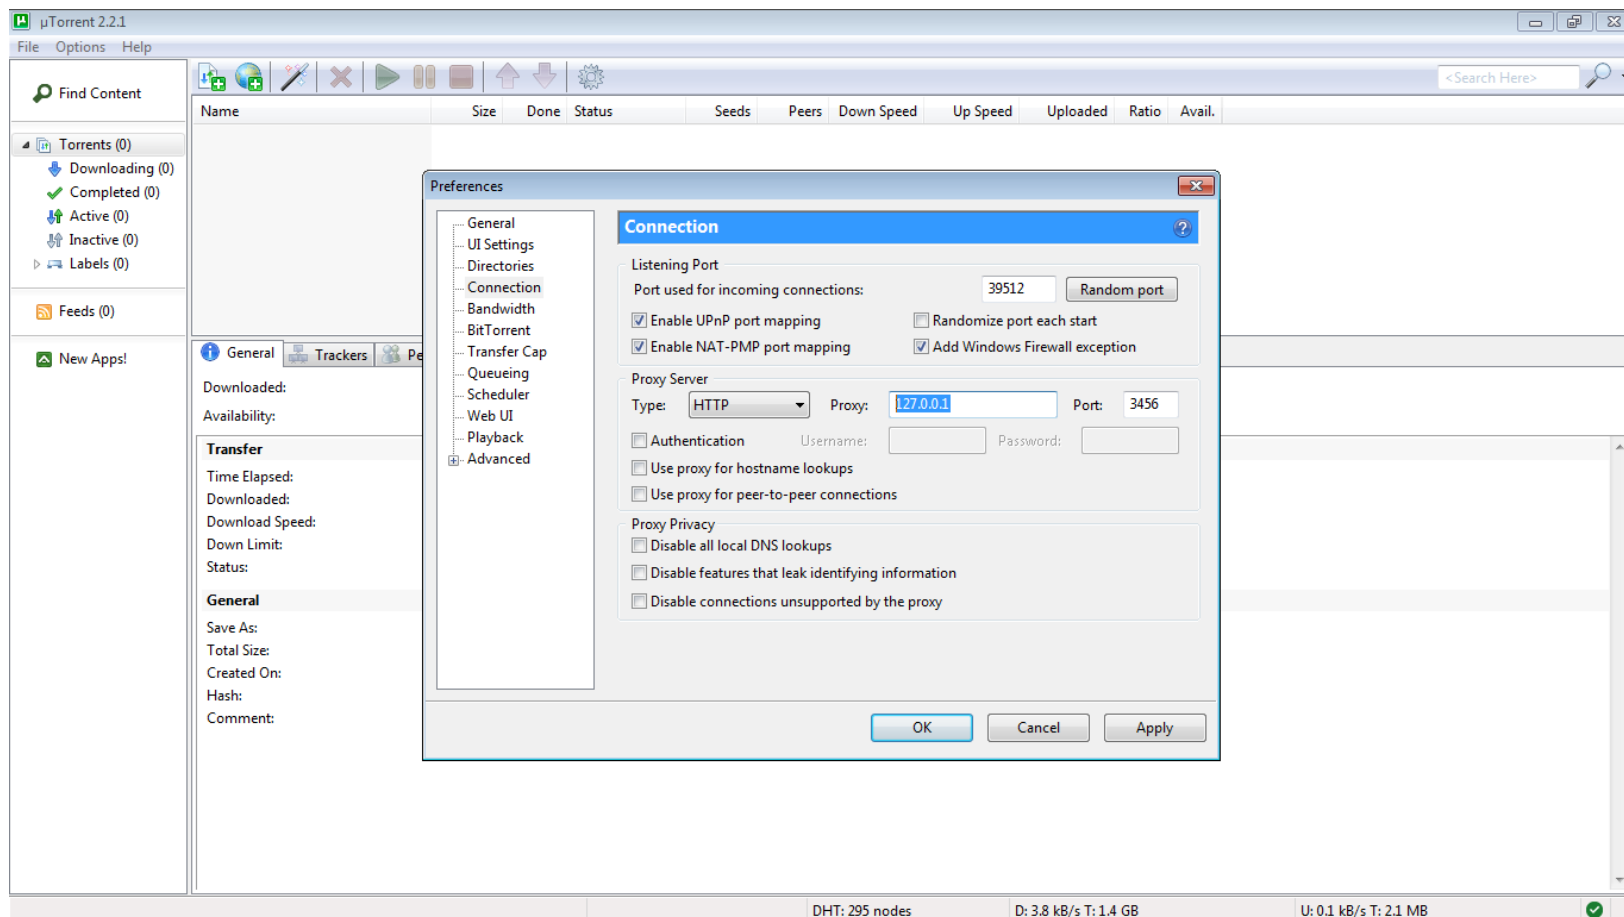 µTorrent 2.2.1
File Options Help
Find Content
<Search Here>
Name Size Done Status Seeds Peers Down Speed Up Speed Uploaded Ratio Avail.
Torrents (0)
Downloading (0)
Completed (0)
Active (0)
Inactive (0)
Labels (0)
Feeds (0)
New Apps!
General Trackers Pe
Downloaded:
Availability:
Transfer
Time Elapsed:
Downloaded:
Download Speed:
Down Limit:
Status:
General
Save As:
Total Size:
Created On:
Hash:
Comment:
Preferences
General
UI Settings
Directories
Connection
Bandwidth
BitTorrent
Transfer Cap
Queueing
Scheduler
Web UI
Playback
Advanced
Connection
Listening Port
Port used for incoming connections: 39512 Random port
Enable UPnP port mapping Randomize port each start
Enable NAT-PMP port mapping Add Windows Firewall exception
Proxy Server
Type: HTTP Proxy: 127.0.0.1 Port: 3456
Authentication Username: Password:
Use proxy for hostname lookups
Use proxy for peer-to-peer connections
Proxy Privacy
Disable all local DNS lookups
Disable features that leak identifying information
Disable connections unsupported by the proxy
OK Cancel Apply
DHT: 295 nodes D: 3.8 kB/s T: 1.4 GB U: 0.1 kB/s T: 2.1 MB